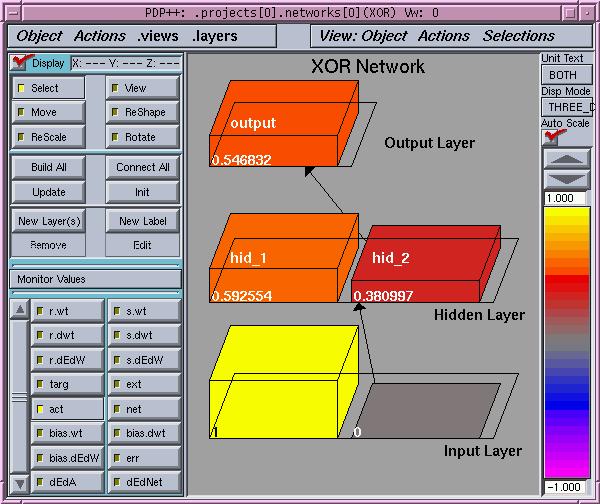 PDP++: .projects[0].networks[0](XOR) Vw: 0
Object Actions .views .layers
View: Object Actions Selections
Display X: --- Y: --- Z: ---
Select View
Move ReShape
ReScale Rotate
Build All Connect All
Update Init
New Layer(s) New Label
Remove Edit
Monitor Values
r.wt s.wt
r.dwt s.dwt
r.dEdW s.dEdW
targ ext
act net
bias.wt bias.dwt
bias.dEdW err
dEdA dEdNet
XOR Network
output
0.546832
Output Layer
hid_1
0.592554
hid_2
0.380997
Hidden Layer
1
0
Input Layer
Unit Text
BOTH
Disp Mode
THREE_D
Auto Scale
1.000
-1.000